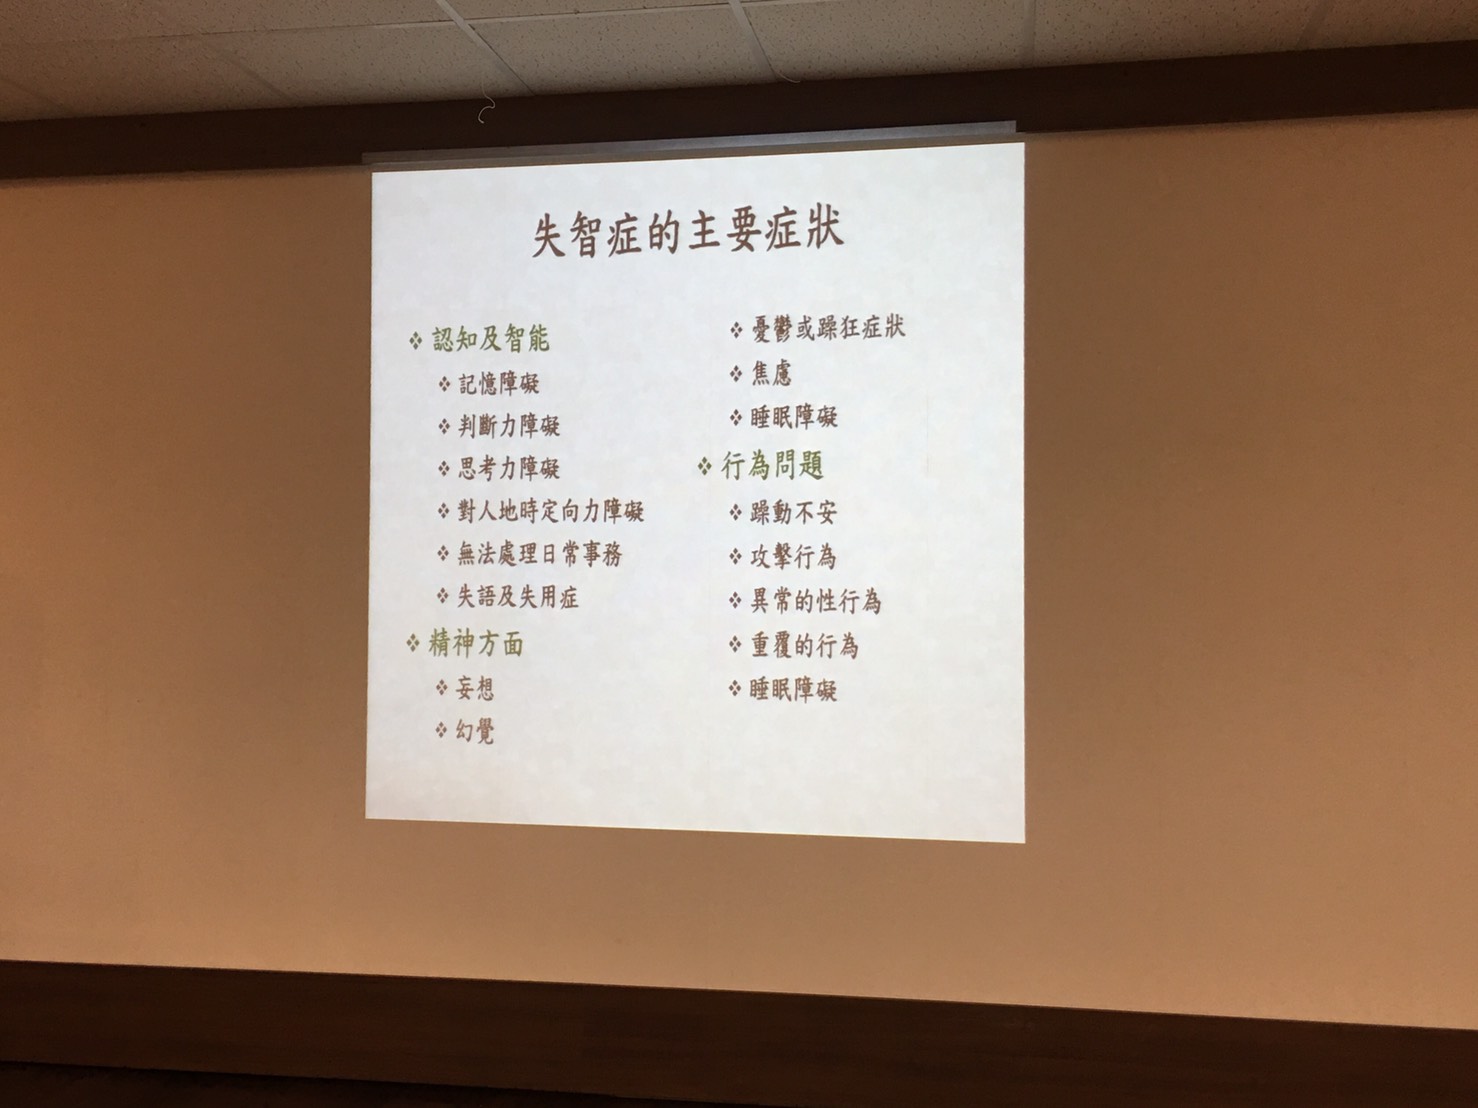 失智症的主要症狀
❖ 認知及智能
❖ 記憶障礙
❖ 判斷力障礙
❖ 思考力障礙
❖ 對人地時定向力障礙
❖ 無法處理日常事務
❖ 失語及失用症
❖ 精神方面
❖ 妄想
❖ 幻覺
❖ 憂鬱或躁狂症狀
❖ 焦慮
❖ 睡眠障礙
❖ 行為問題
❖ 躁動不安
❖ 攻擊行為
❖ 異常的性行為
❖ 重覆的行為
❖ 睡眠障礙